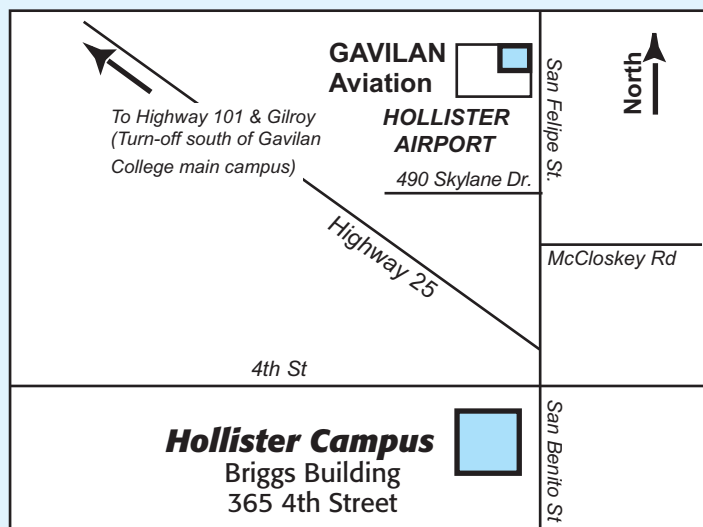 GAVILAN
Aviation
San Felipe St.
North
To Highway 101 & Gilroy
(Turn-off south of Gavilan
College main campus)
HOLLISTER
AIRPORT
490 Skylane Dr.
Highway 25
McCloskey Rd
4th St
Hollister Campus
Briggs Building
365 4th Street
San Benito St